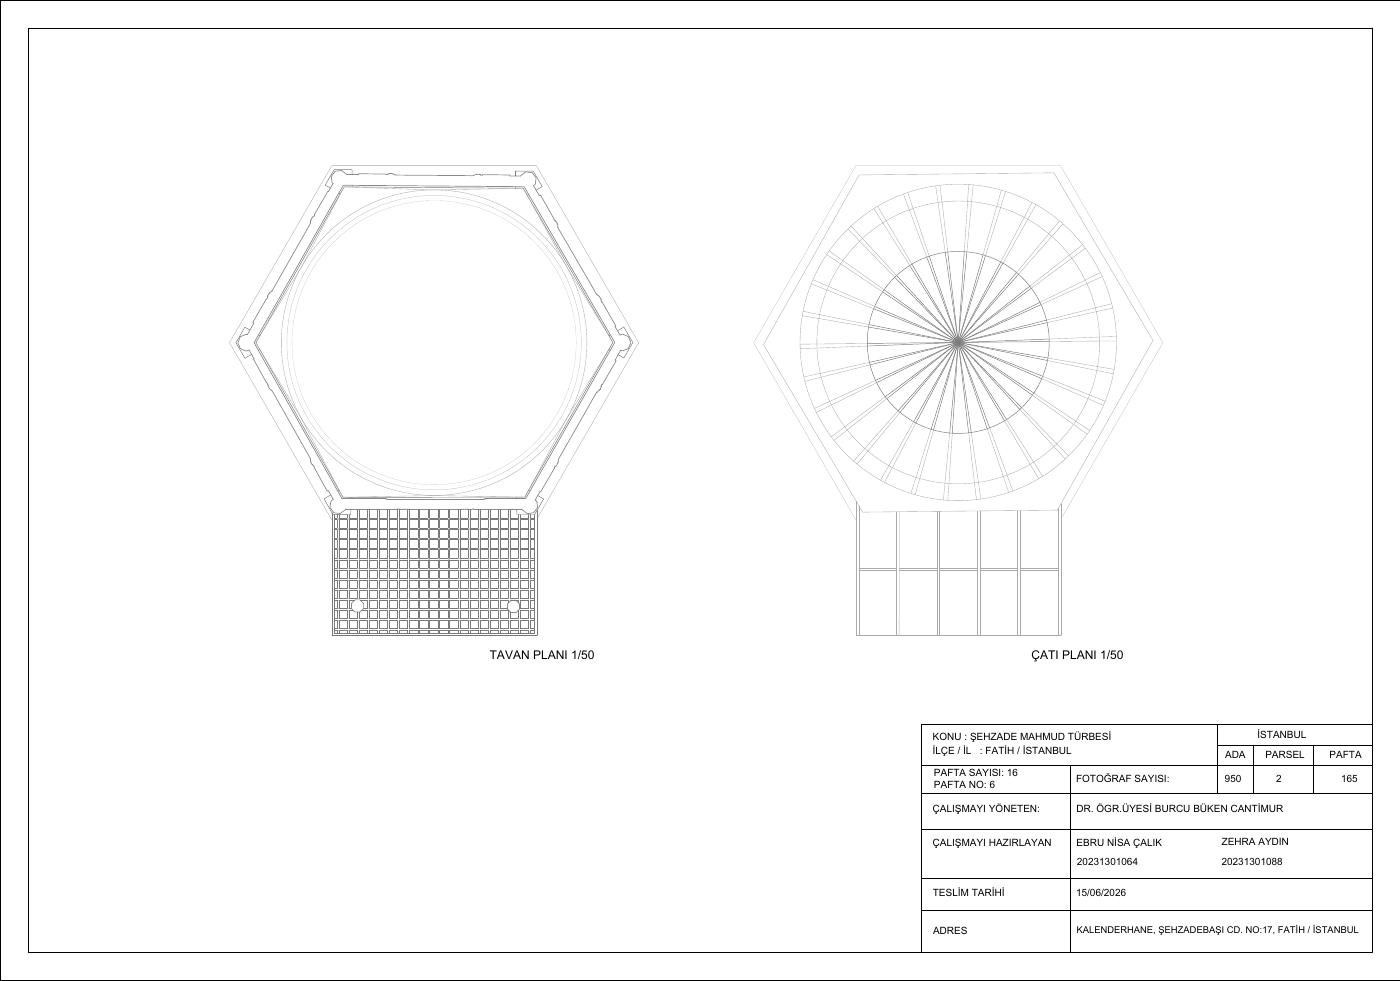 TAVAN PLANI 1/50
ÇATI PLANI 1/50
KONU : ŞEHZADE MAHMUD TÜRBESİ
İLÇE / İL : FATİH / İSTANBUL
İSTANBUL
ADA PARSEL PAFTA
PAFTA SAYISI: 16
PAFTA NO: 6
FOTOĞRAF SAYISI:
950 2 165
ÇALIŞMAYI YÖNETEN: DR. ÖGR.ÜYESİ BURCU BÜKEN CANTİMUR
ÇALIŞMAYI HAZIRLAYAN EBRU NİSA ÇALIK ZEHRA AYDIN
20231301064 20231301088
TESLİM TARİHİ 15/06/2026
ADRES KALENDERHANE, ŞEHZADEBAŞI CD. NO:17, FATİH / İSTANBUL